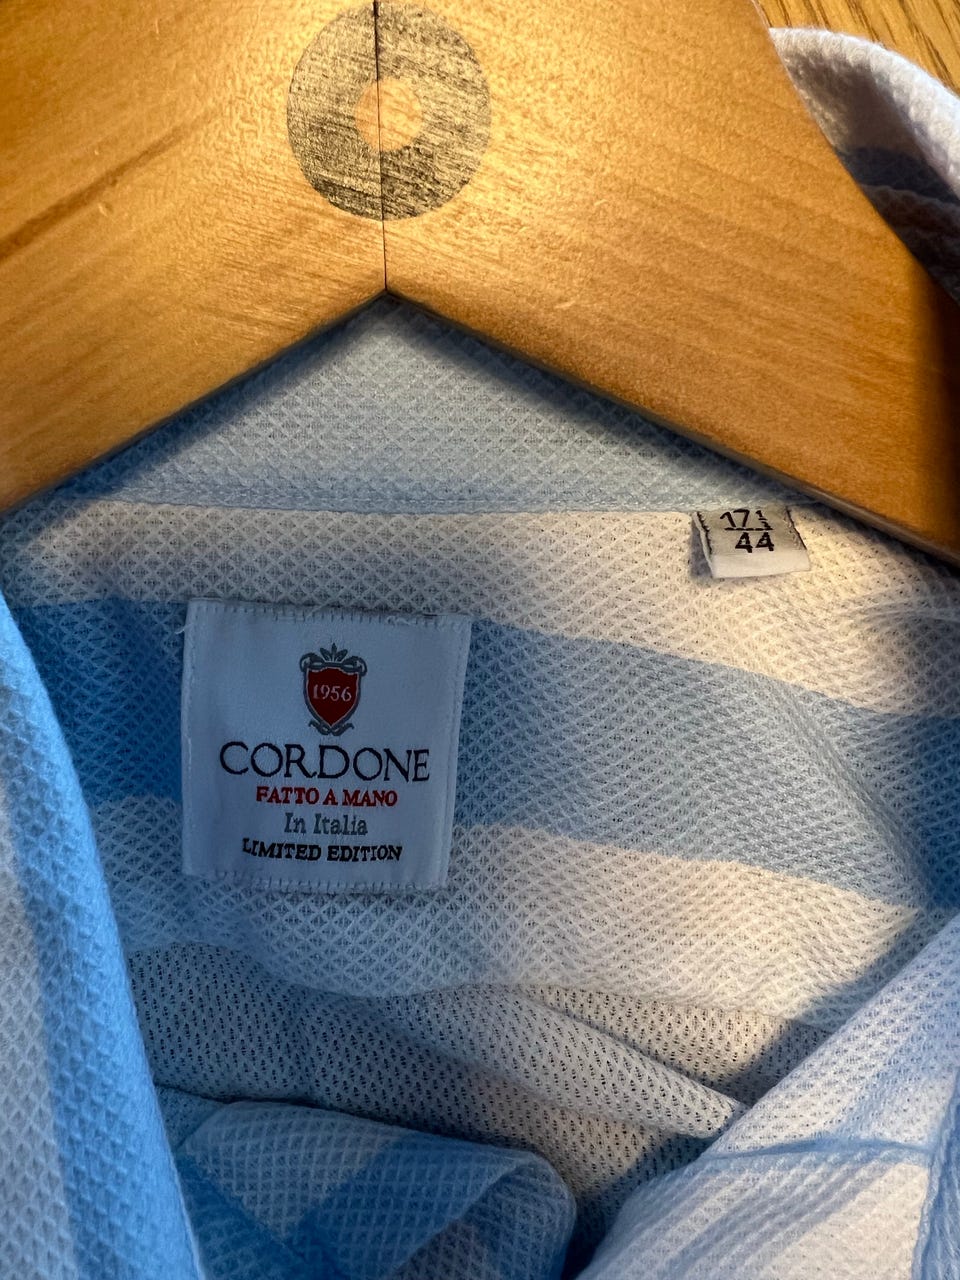 17½
44
1956
CORDONE
FATTO A MANO
In Italia
LIMITED EDITION